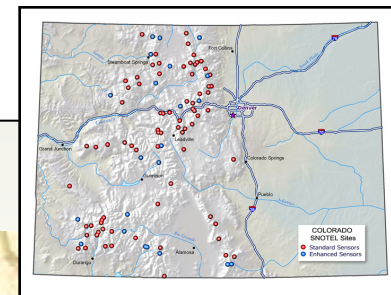 Steamboat Springs
Fort Collins
Denver
Leadville
Grand Junction
Colorado Springs
Gunnison
Pueblo
Alamosa
Durango
COLORADO
SNOTEL Sites
Standard Sensors
Enhanced Sensors